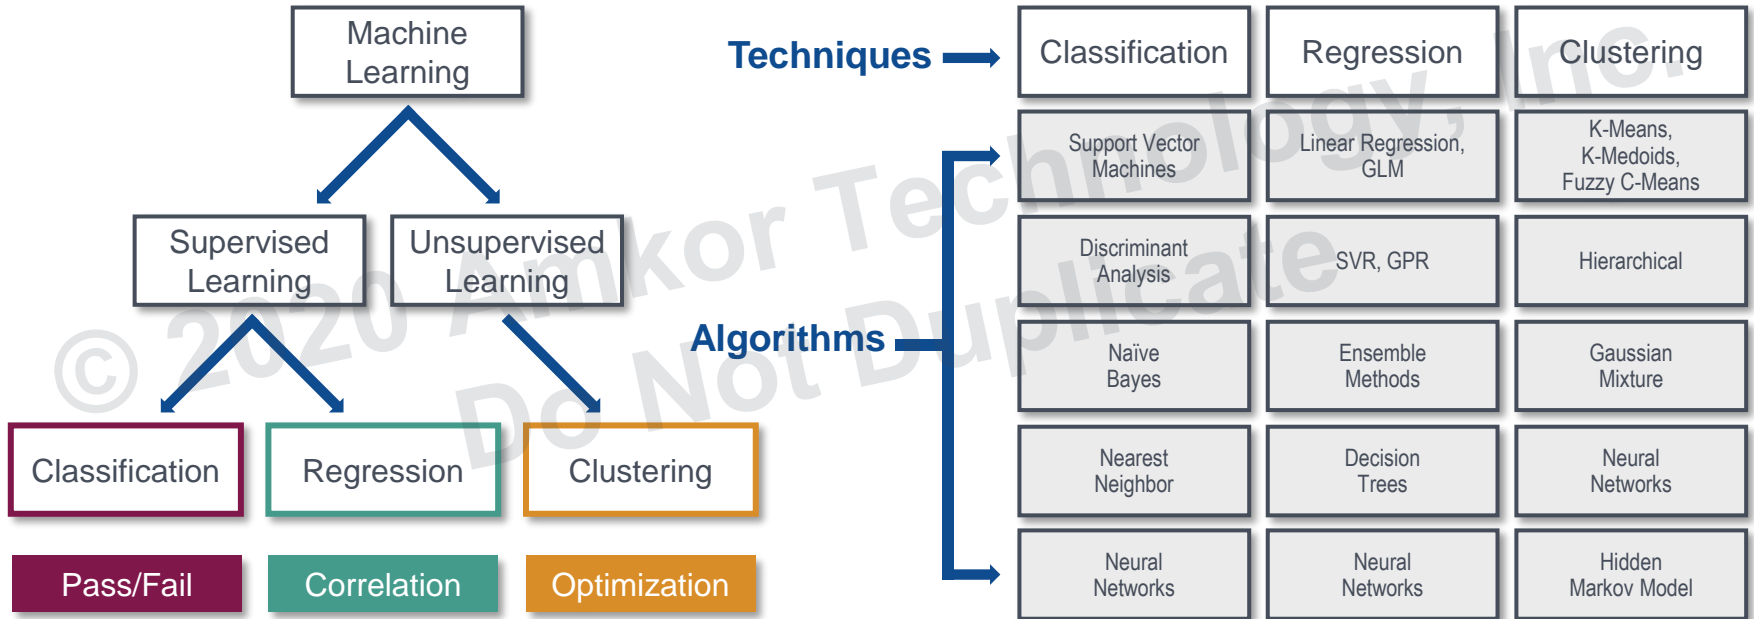 Machine
Learning
Supervised
Learning
Unsupervised
Learning
Classification
Regression
Clustering
Pass/Fail
Correlation
Optimization
Techniques
Classification
Regression
Clustering
Algorithms
Support Vector
Machines
Linear Regression,
GLM
K-Means,
K-Medoids,
Fuzzy C-Means
Discriminant
Analysis
SVR, GPR
Hierarchical
Naïve
Bayes
Ensemble
Methods
Gaussian
Mixture
Nearest
Neighbor
Decision
Trees
Neural
Networks
Neural
Networks
Neural
Networks
Hidden
Markov Model
© 2020 Amkor Technology, Inc.
Do Not Duplicate